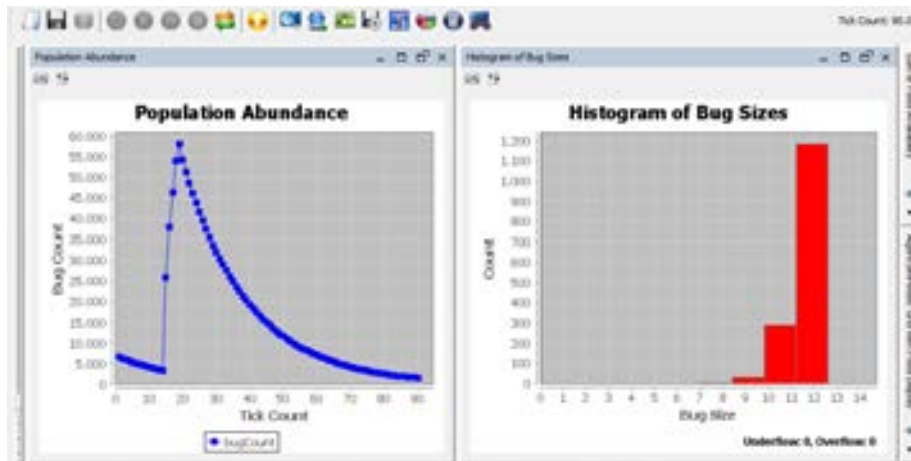 Tick Count: 90.0
Population Abundance
Histogram of Bug Sizes
Population Abundance
60.000
55.000
50.000
45.000
40.000
35.000
30.000
25.000
20.000
15.000
10.000
5.000
0
Bug Count
0 10 20 30 40 50 60 70 80 90
Tick Count
bugCount
Histogram of Bug Sizes
1.200
1.100
1.000
900
800
700
600
500
400
300
200
100
0
Count
0 1 2 3 4 5 6 7 8 9 10 11 12 13 14
Bug Size
Underflow: 0, Overflow: 0